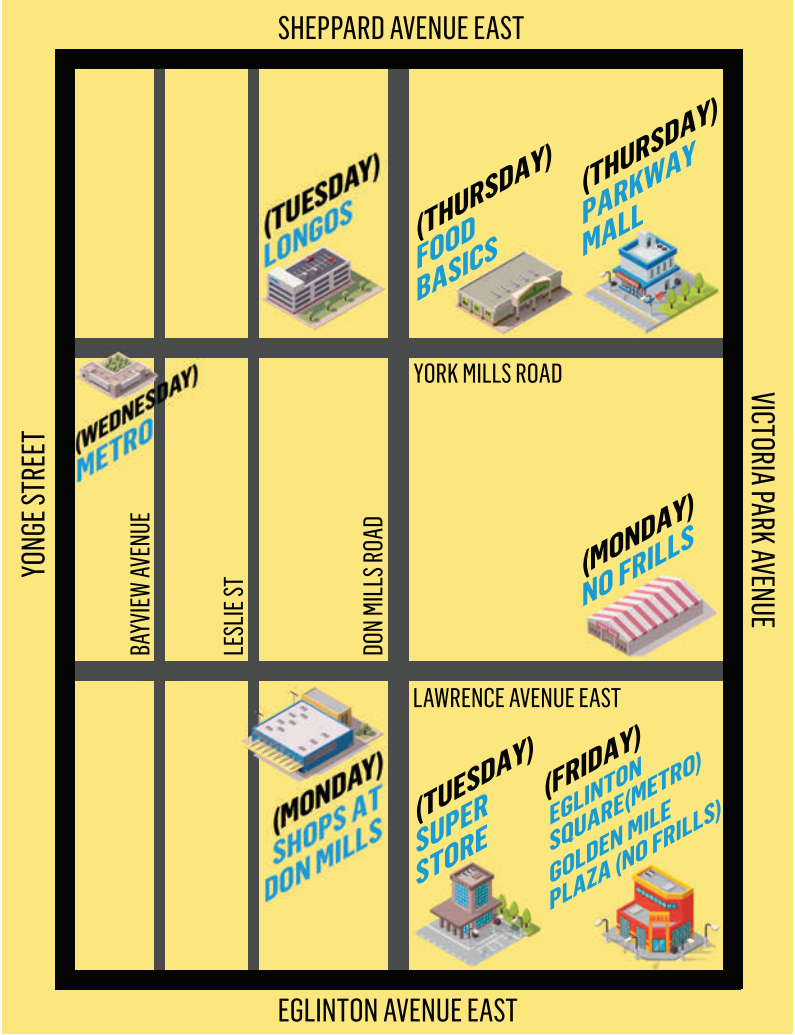 SHEPPARD AVENUE EAST
(TUESDAY)
LONGOS
(THURSDAY)
FOOD
BASICS
(THURSDAY)
PARKWAY
MALL
(WEDNESDAY)
METRO
YORK MILLS ROAD
YONGE STREET
BAYVIEW AVENUE
LESLIE ST
DON MILLS ROAD
VICTORIA PARK AVENUE
(MONDAY)
NO FRILLS
LAWRENCE AVENUE EAST
(MONDAY)
SHOPS AT
DON MILLS
(TUESDAY)
SUPER
STORE
(FRIDAY)
EGLINTON
SQUARE(METRO)
GOLDEN MILE
PLAZA (NO FRILLS)
MALL
EGLINTON AVENUE EAST